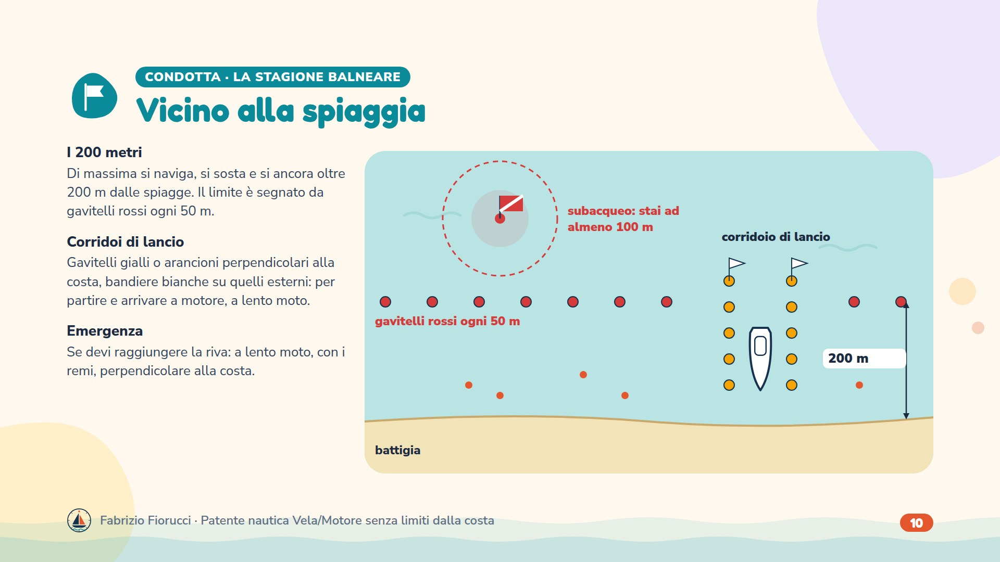 CONDOTTA · LA STAGIONE BALNEARE
Vicino alla spiaggia
I 200 metri
Di massima si naviga, si sosta e si ancora oltre
200 m dalle spiagge. Il limite è segnato da
gavitelli rossi ogni 50 m.
Corridoi di lancio
Gavitelli gialli o arancioni perpendicolari alla
costa, bandiere bianche su quelli esterni: per
partire e arrivare a motore, a lento moto.
Emergenza
Se devi raggiungere la riva: a lento moto, con i
remi, perpendicolare alla costa.
subacqueo: stai ad
almeno 100 m
corridoio di lancio
gavitelli rossi ogni 50 m
200 m
battigia
Fabrizio Fiorucci · Patente nautica Vela/Motore senza limiti dalla costa
10